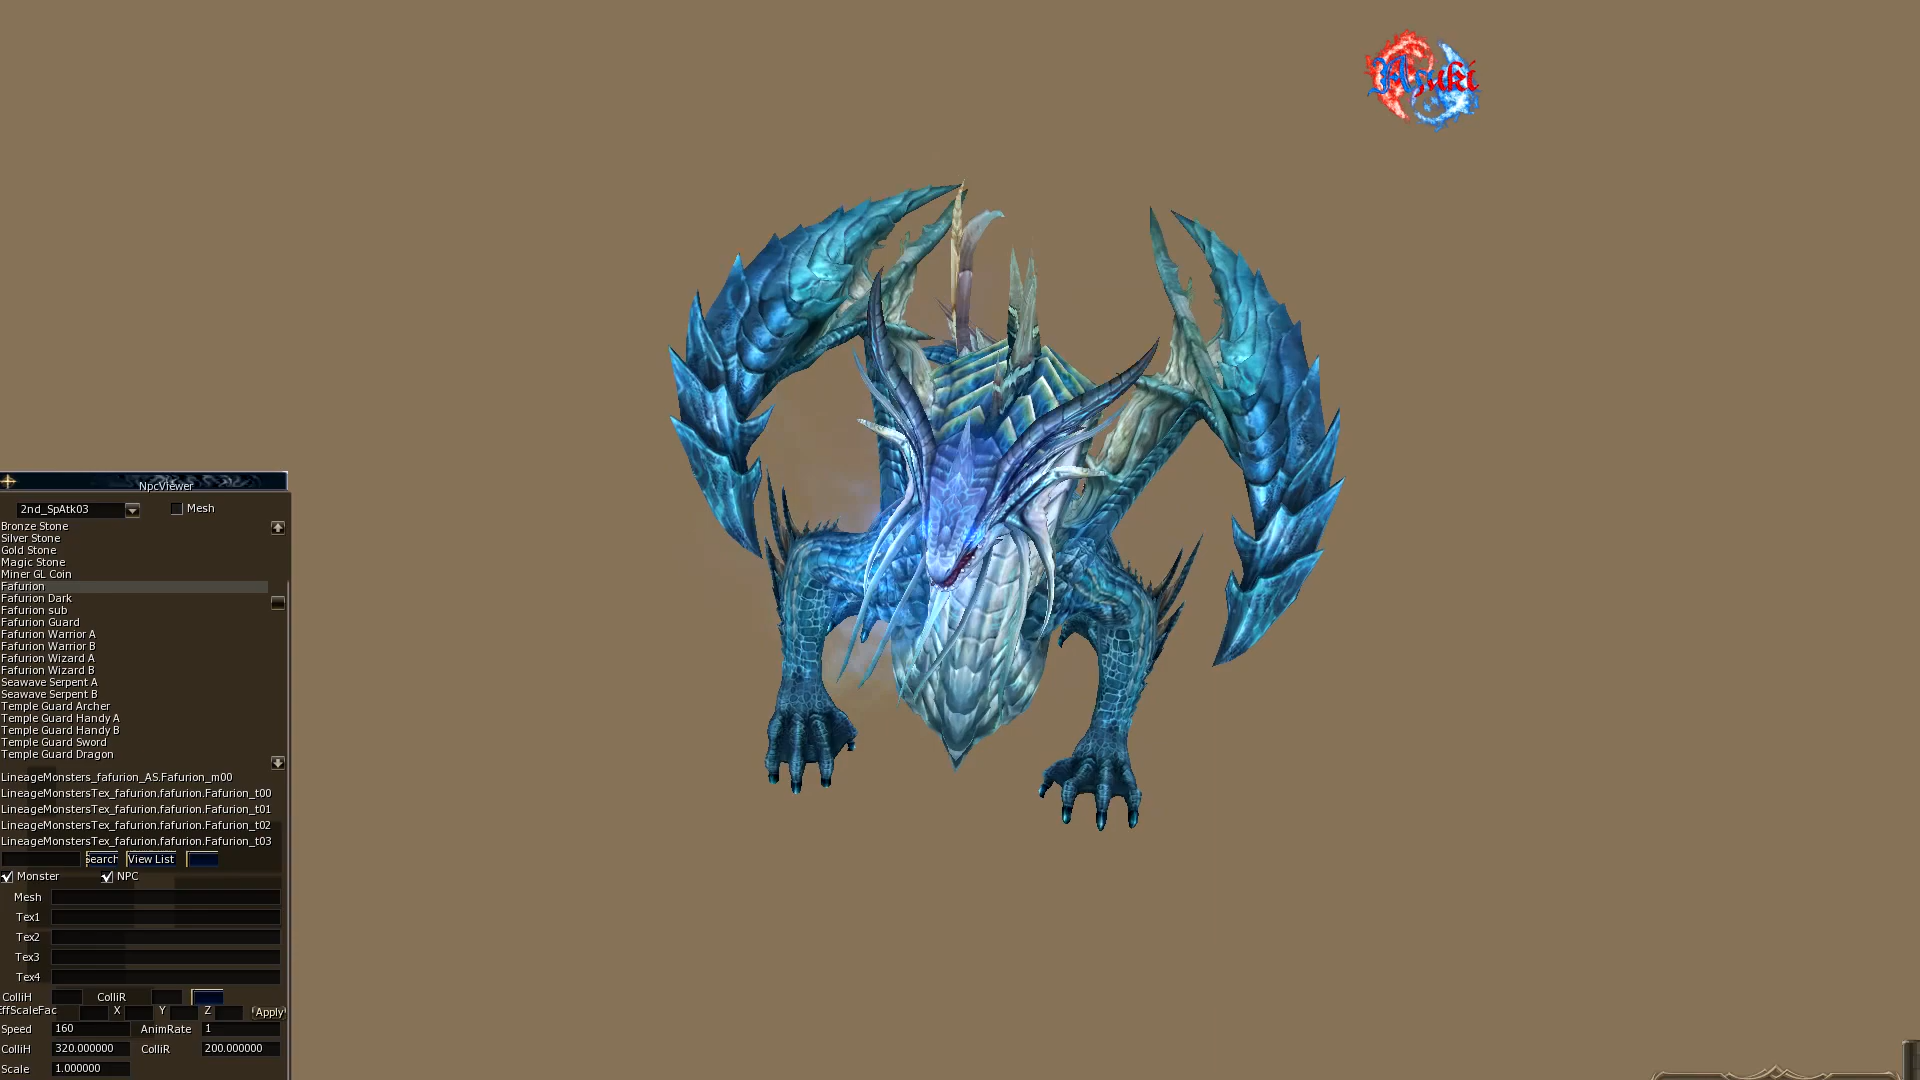 Asuki
NpcViewer
2nd_SpAtk03
Mesh
Bronze Stone
Silver Stone
Gold Stone
Magic Stone
Miner GL Coin
Fafurion
Fafurion Dark
Fafurion sub
Fafurion Guard
Fafurion Warrior A
Fafurion Warrior B
Fafurion Wizard A
Fafurion Wizard B
Seawave Serpent A
Seawave Serpent B
Temple Guard Archer
Temple Guard Handy A
Temple Guard Handy B
Temple Guard Sword
Temple Guard Dragon
LineageMonsters_fafurion_AS.Fafurion_m00
LineageMonstersTex_fafurion.fafurion.Fafurion_t00
LineageMonstersTex_fafurion.fafurion.Fafurion_t01
LineageMonstersTex_fafurion.fafurion.Fafurion_t02
LineageMonstersTex_fafurion.fafurion.Fafurion_t03
Search View List
Monster NPC
Mesh
Tex1
Tex2
Tex3
Tex4
ColliH ColliR
EffScaleFac X Y Z Apply
Speed 160 AnimRate 1
ColliH 320.000000 ColliR 200.000000
Scale 1.000000